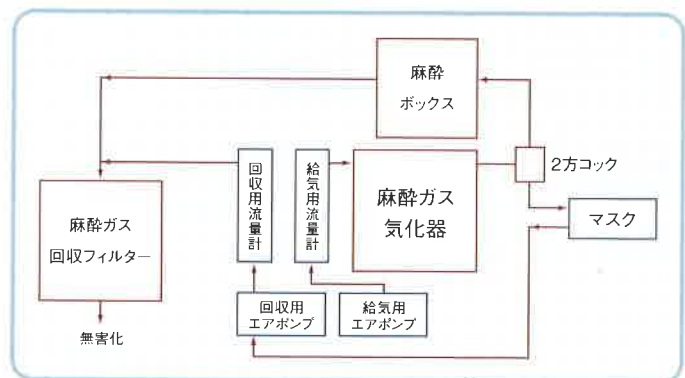 麻酔
ボックス
2方コック
回収用流量計
給気用流量計
麻酔ガス
気化器
麻酔ガス
回収フィルター
マスク
回収用
エアポンプ
給気用
エアポンプ
無害化